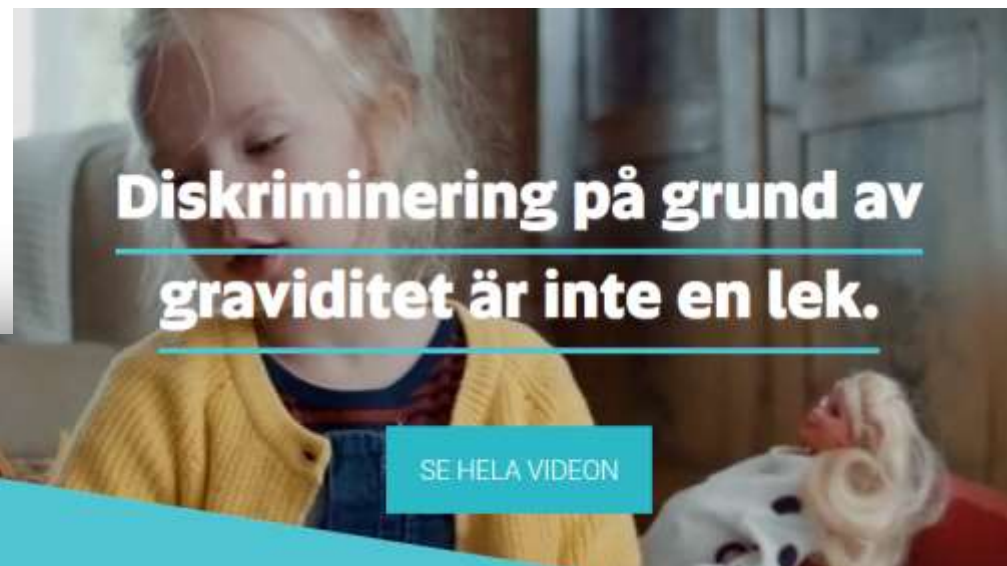 Diskriminering på grund av
graviditet är inte en lek.
SE HELA VIDEON